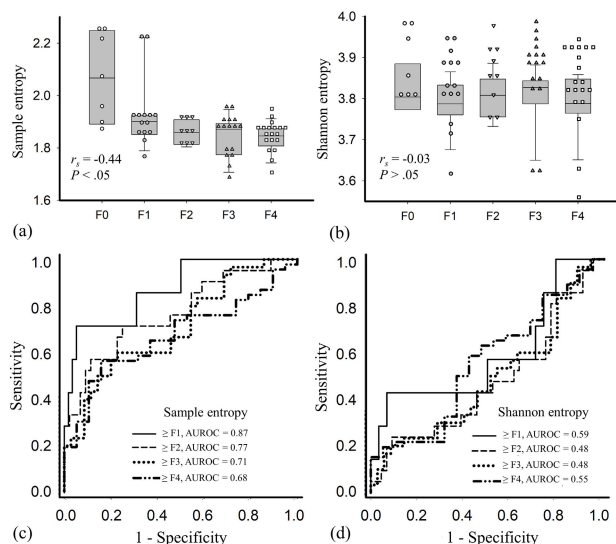 Sample entropy
2.2
2.0
1.8
1.6
r_s = -0.44
P < .05
F0 F1 F2 F3 F4
(a)
Shannon entropy
4.0
3.9
3.8
3.7
3.6
r_s = -0.03
P > .05
F0 F1 F2 F3 F4
(b)
Sensitivity
1.0
0.8
0.6
0.4
0.2
0.0
Sample entropy
≥ F1, AUROC = 0.87
≥ F2, AUROC = 0.77
≥ F3, AUROC = 0.71
≥ F4, AUROC = 0.68
0.0 0.2 0.4 0.6 0.8 1.0
1 - Specificity
(c)
Sensitivity
1.0
0.8
0.6
0.4
0.2
0.0
Shannon entropy
≥ F1, AUROC = 0.59
≥ F2, AUROC = 0.48
≥ F3, AUROC = 0.48
≥ F4, AUROC = 0.55
0.0 0.2 0.4 0.6 0.8 1.0
1 - Specificity
(d)